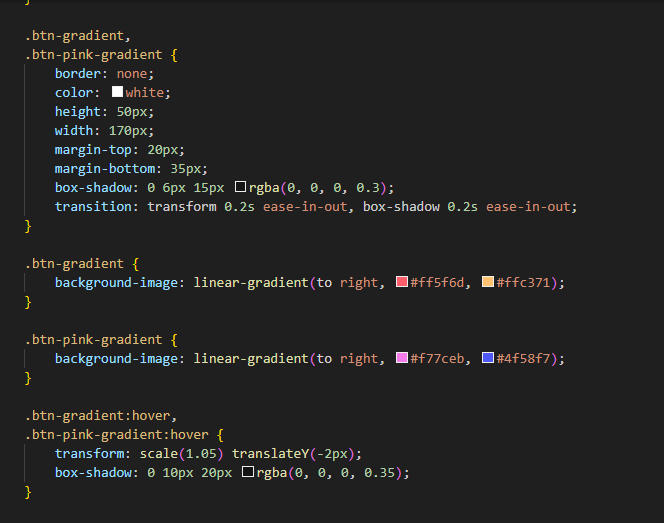 }
.btn-gradient,
.btn-pink-gradient {
    border: none;
    color: white;
    height: 50px;
    width: 170px;
    margin-top: 20px;
    margin-bottom: 35px;
    box-shadow: 0 6px 15px rgba(0, 0, 0, 0.3);
    transition: transform 0.2s ease-in-out, box-shadow 0.2s ease-in-out;
}
.btn-gradient {
    background-image: linear-gradient(to right, #ff5f6d, #ffc371);
}
.btn-pink-gradient {
    background-image: linear-gradient(to right, #f77ceb, #4f58f7);
}
.btn-gradient:hover,
.btn-pink-gradient:hover {
    transform: scale(1.05) translateY(-2px);
    box-shadow: 0 10px 20px rgba(0, 0, 0, 0.35);
}